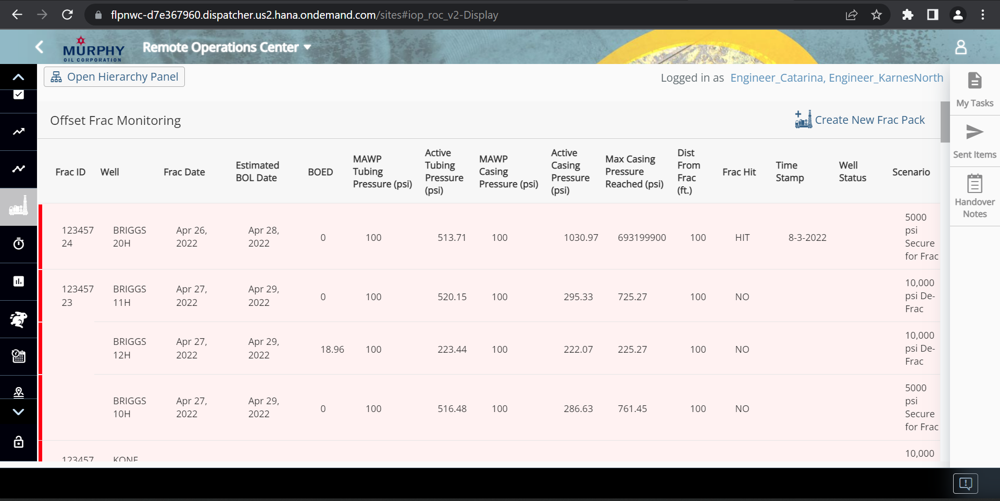 flpnwc-d7e367960.dispatcher.us2.hana.ondemand.com/sites#iop_roc_v2-Display
MURPHY
OIL CORPORATION
Remote Operations Center
Open Hierarchy Panel
Logged in as Engineer_Catarina, Engineer_KarnesNorth
My Tasks
Sent Items
Handover
Notes
Offset Frac Monitoring
Create New Frac Pack
Frac ID
Well
Frac Date
Estimated
BOL Date
BOED
MAWP
Tubing
Pressure (psi)
Active
Tubing
Pressure
(psi)
MAWP
Casing
Pressure (psi)
Active
Casing
Pressure
(psi)
Max Casing
Pressure
Reached (psi)
Dist
From
Frac
(ft.)
Frac Hit
Time
Stamp
Well
Status
Scenario
123457
24
BRIGGS
20H
Apr 26,
2022
Apr 28,
2022
0
100
513.71
100
1030.97
693199900
100
HIT
8-3-2022
5000
psi
Secure
for Frac
123457
23
BRIGGS
11H
Apr 27,
2022
Apr 29,
2022
0
100
520.15
100
295.33
725.27
100
NO
10,000
psi De-
Frac
BRIGGS
12H
Apr 27,
2022
Apr 29,
2022
18.96
100
223.44
100
222.07
225.27
100
NO
10,000
psi De-
Frac
BRIGGS
10H
Apr 27,
2022
Apr 29,
2022
0
100
516.48
100
286.63
761.45
100
NO
5000
psi
Secure
for Frac
123457
KONE
10,000